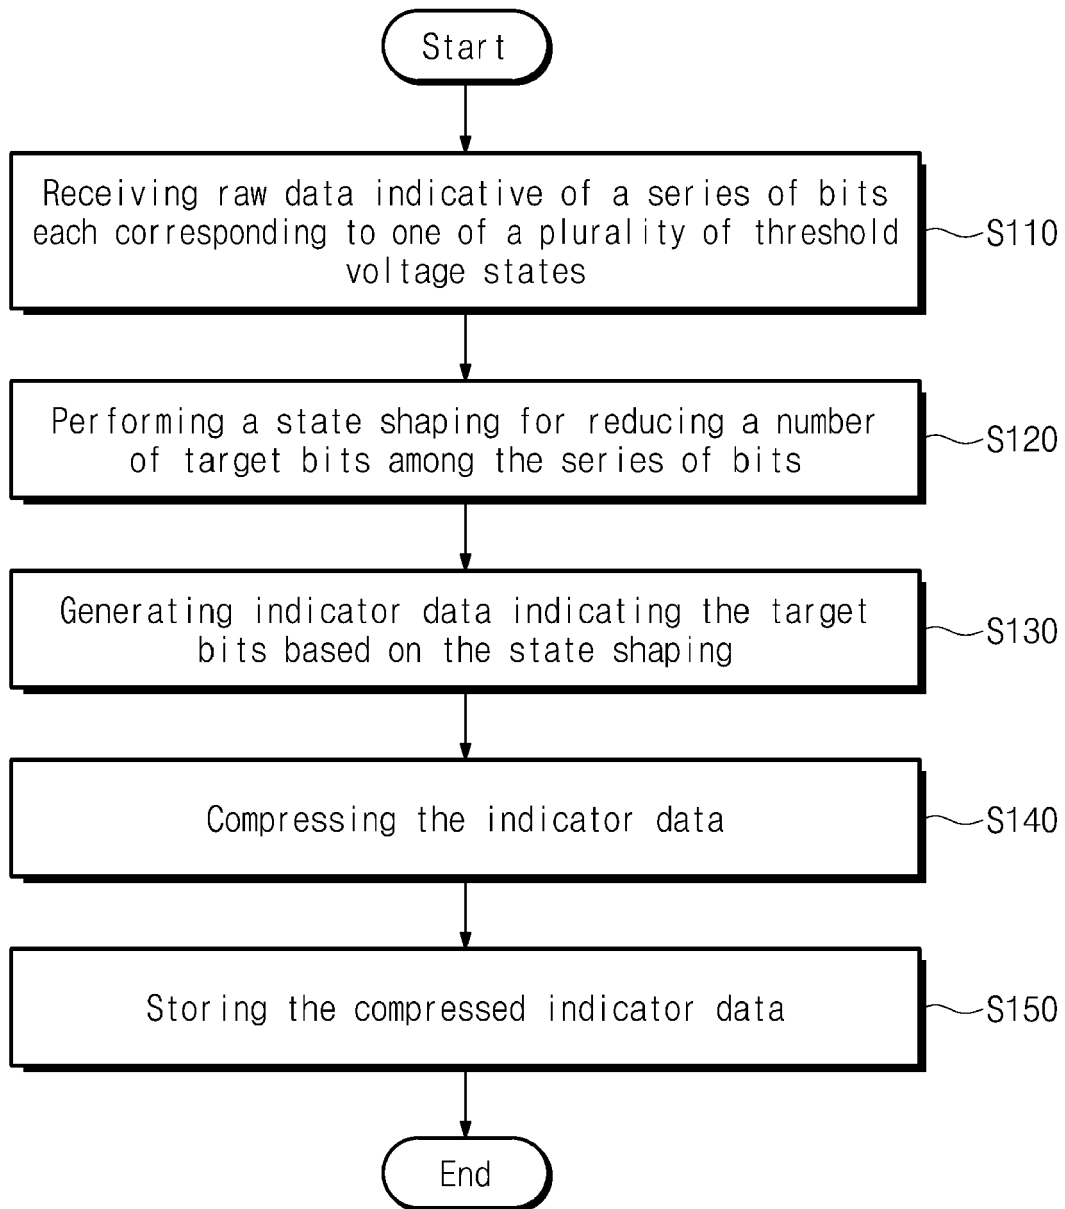 Start
Receiving raw data indicative of a series of bits
each corresponding to one of a plurality of threshold
voltage states
S110
Performing a state shaping for reducing a number
of target bits among the series of bits
S120
Generating indicator data indicating the target
bits based on the state shaping
S130
Compressing the indicator data
S140
Storing the compressed indicator data
S150
End